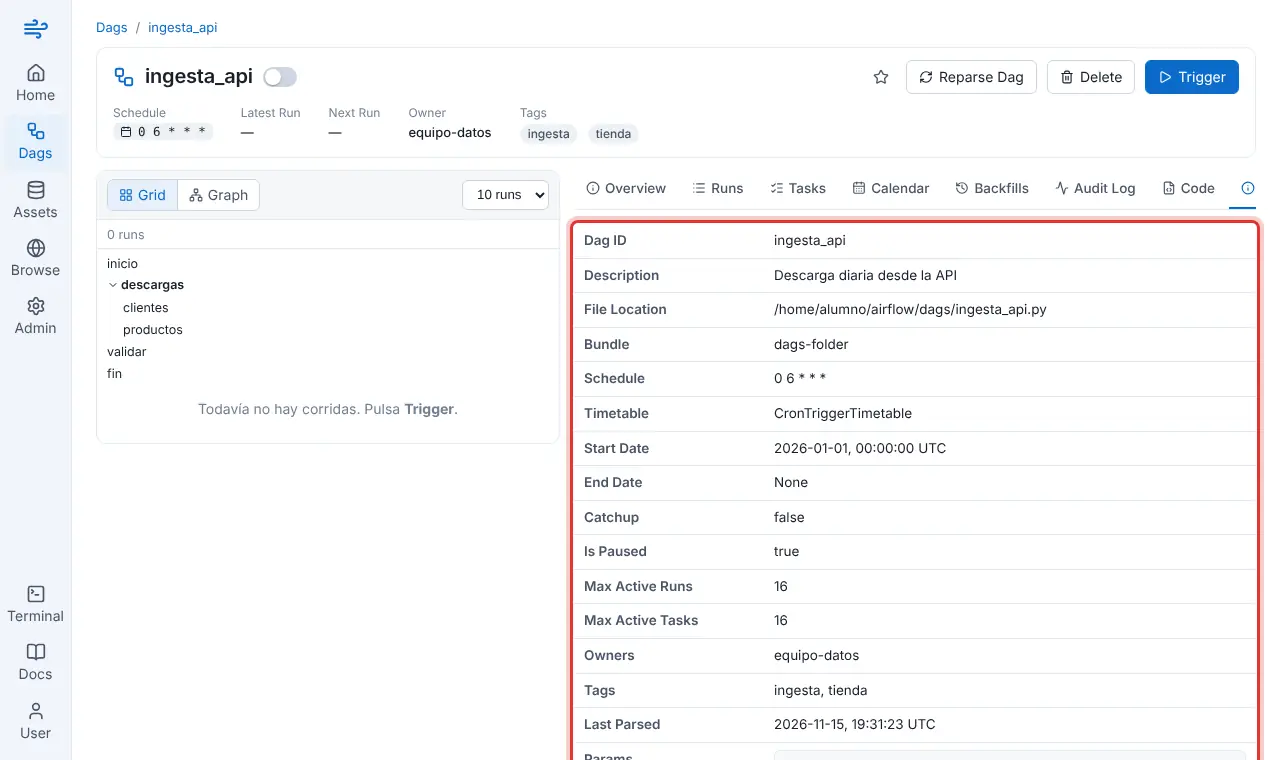 Dags / ingesta_api
Home
Dags
Assets
Browse
Admin
Terminal
Docs
User
ingesta_api
Reparse Dag
Delete
Trigger
Schedule Latest Run Next Run Owner Tags
0 6 * * * — — equipo-datos ingesta tienda
Grid Graph 10 runs
0 runs
inicio
descargas
clientes
productos
validar
fin
Todavía no hay corridas. Pulsa Trigger.
Overview Runs Tasks Calendar Backfills Audit Log Code
Dag ID ingesta_api
Description Descarga diaria desde la API
File Location /home/alumno/airflow/dags/ingesta_api.py
Bundle dags-folder
Schedule 0 6 * * *
Timetable CronTriggerTimetable
Start Date 2026-01-01, 00:00:00 UTC
End Date None
Catchup false
Is Paused true
Max Active Runs 16
Max Active Tasks 16
Owners equipo-datos
Tags ingesta, tienda
Last Parsed 2026-11-15, 19:31:23 UTC
Params